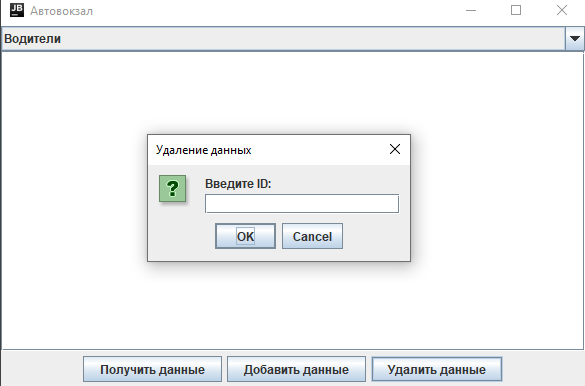 JB
Автовокзал
Водители
Удаление данных
?
Введите ID:
OK
Cancel
Получить данные
Добавить данные
Удалить данные